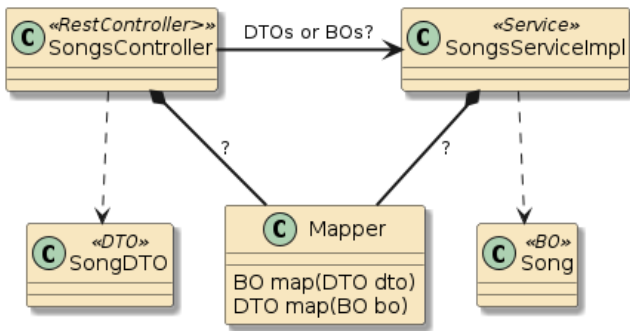 C «RestController>»
SongsController
DTOs or BOs?
C «Service»
SongsServiceImpl
?
?
C «DTO»
SongDTO
C Mapper
BO map(DTO dto)
DTO map(BO bo)
C «BO»
Song